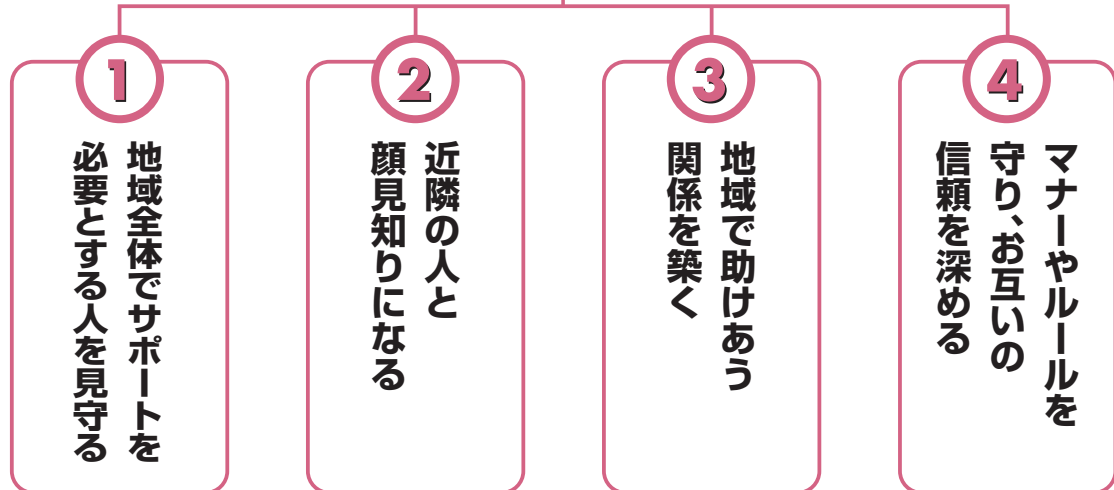 1
地域全体でサポートを
必要とする人を見守る
2
近隣の人と
顔見知りになる
3
地域で助けあう
関係を築く
4
マナーやルールを
守り、お互いの
信頼を深める